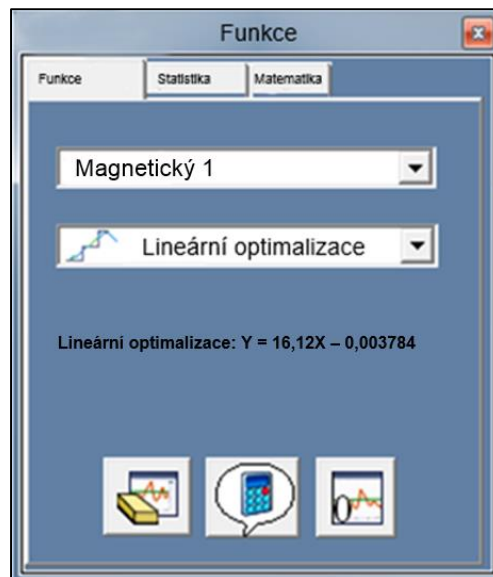 Funkce
Funkce Statistika Matematika
Magnetický 1
Lineární optimalizace
Lineární optimalizace: Y = 16,12X – 0,003784